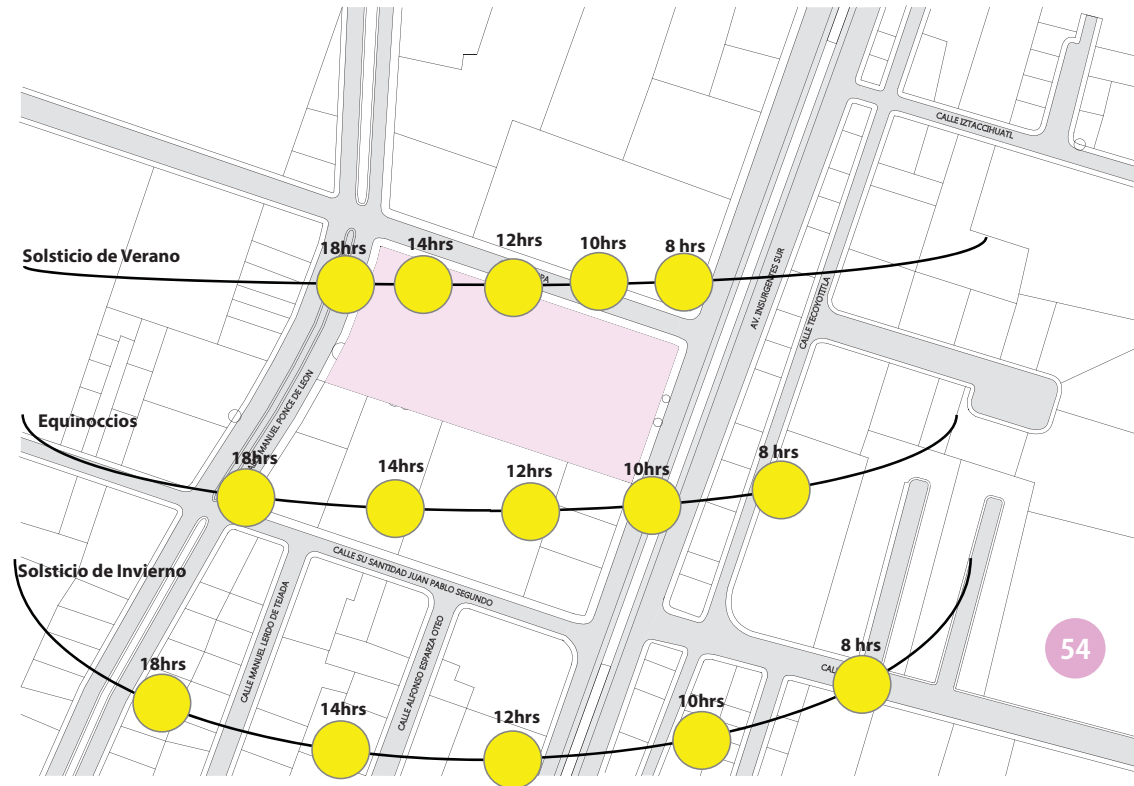 CALLE IZTACCIHUATL
18hrs
14hrs
12hrs
10hrs
8 hrs
Solsticio de Verano
AV. INSURGENTES SUR
CALLE TECOYOTITLA
MANUEL PONCE DE LEON
Equinoccios
18hrs
14hrs
12hrs
10hrs
8 hrs
CALLE SU SANTIDAD JUAN PABLO SEGUNDO
Solsticio de Invierno
CALLE MANUEL LERDO DE TEJADA
CALLE ALFONSO ESPARZA OTEO
18hrs
14hrs
12hrs
10hrs
8 hrs
54